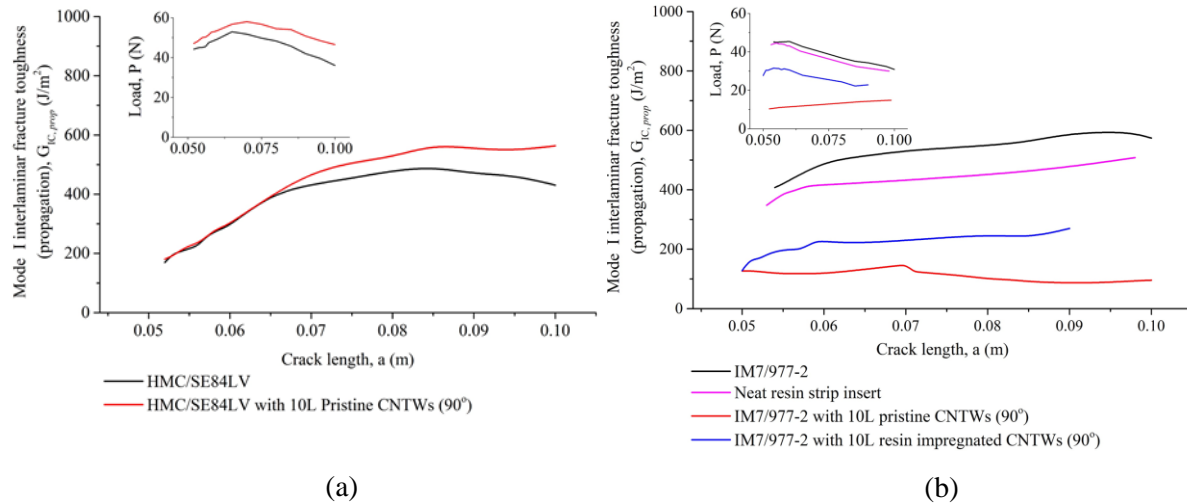 (a)
1000
800
600
400
200
0
Mode I interlaminar fracture toughness
(propagation), G_IC,prop (J/m²)
60
40
20
0
Load, P (N)
0.050 0.075 0.100
0.05 0.06 0.07 0.08 0.09 0.10
Crack length, a (m)
HMC/SE84LV
HMC/SE84LV with 10L Pristine CNTWs (90°)
(a)
(b)
1000
800
600
400
200
0
Mode I interlaminar fracture toughness
(propagation), G_IC,prop (J/m²)
60
40
20
0
Load, P (N)
0.050 0.075 0.100
0.05 0.06 0.07 0.08 0.09 0.10
Crack length, a (m)
IM7/977-2
Neat resin strip insert
IM7/977-2 with 10L pristine CNTWs (90°)
IM7/977-2 with 10L resin impregnated CNTWs (90°)
(b)